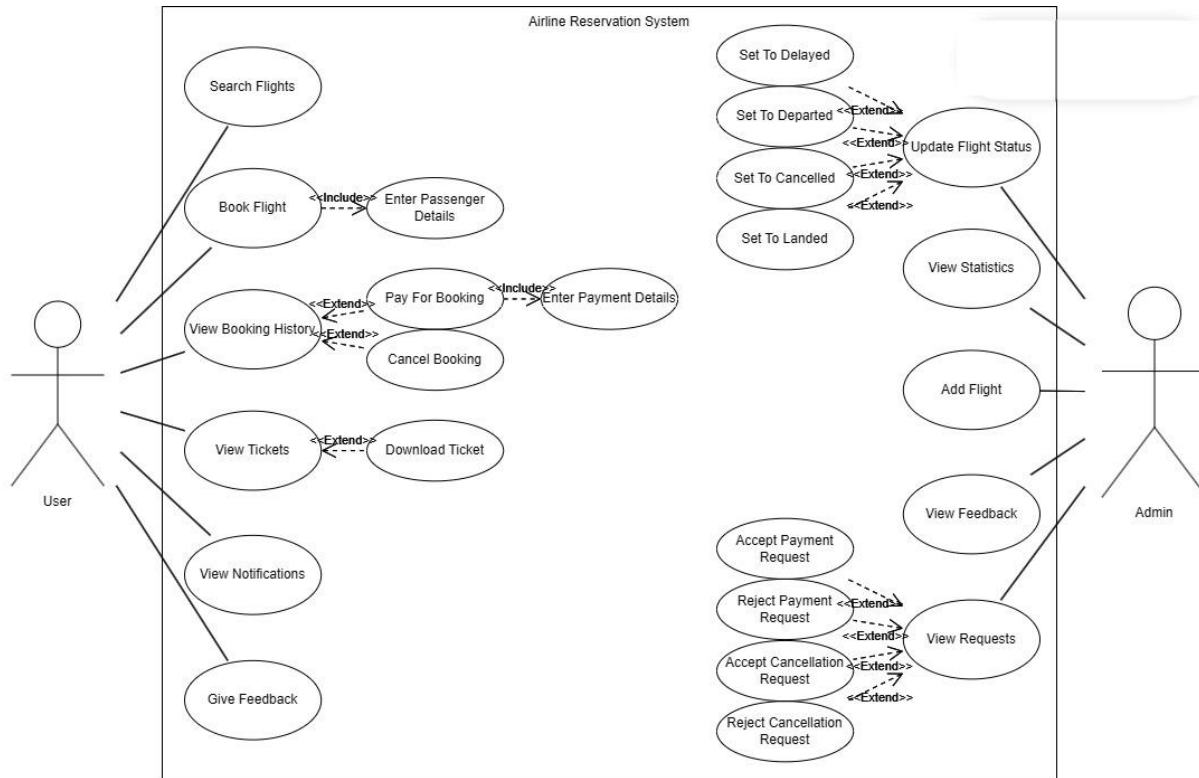 Airline Reservation System
Search Flights
Book Flight
<<Include>>
Enter Passenger
Details
View Booking History
<<Extend>>
Pay For Booking
<<Include>>
Enter Payment Details
<<Extend>>
Cancel Booking
View Tickets
<<Extend>>
Download Ticket
View Notifications
Give Feedback
User
Set To Delayed
<<Extend>>
Set To Departed
<<Extend>>
Set To Cancelled
<<Extend>>
Set To Landed
<<Extend>>
Update Flight Status
View Statistics
Add Flight
View Feedback
Accept Payment
Request
<<Extend>>
Reject Payment
Request
<<Extend>>
Accept Cancellation
Request
<<Extend>>
Reject Cancellation
Request
<<Extend>>
View Requests
Admin